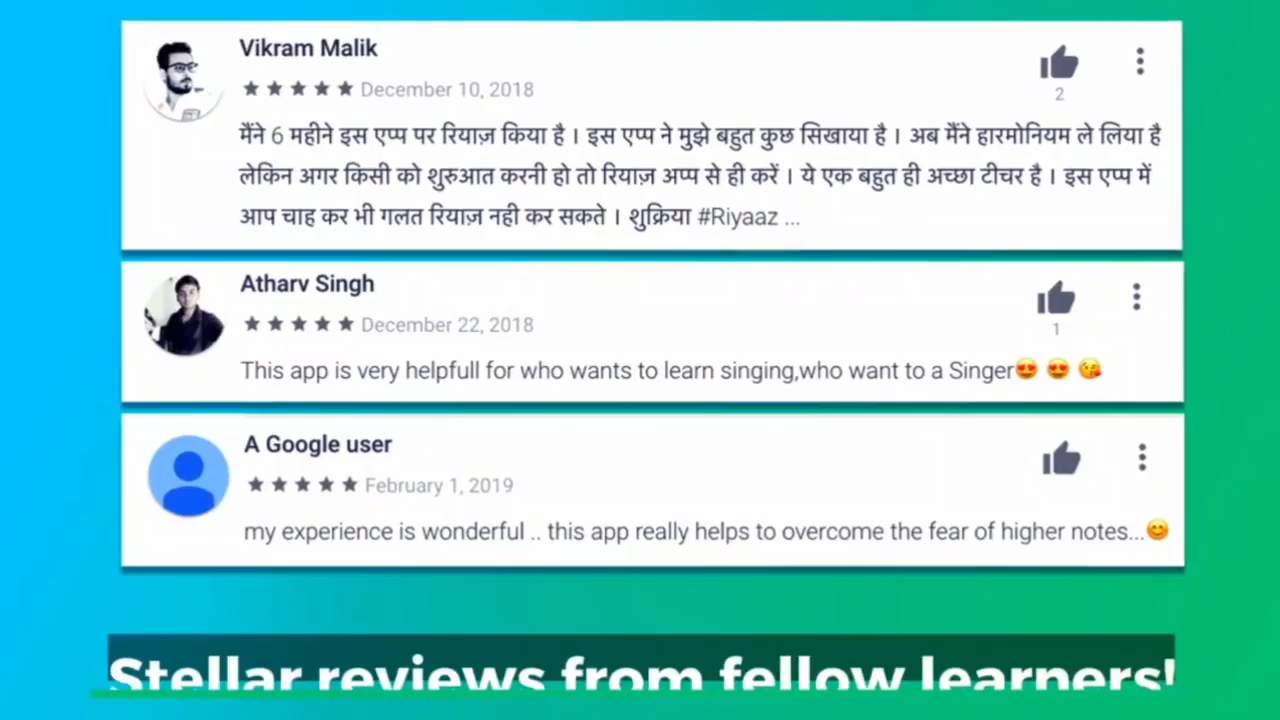 Vikram Malik
December 10, 2018
2
मैंने 6 महीने इस एप्प पर रियाज़ किया है । इस एप्प ने मुझे बहुत कुछ सिखाया है । अब मैंने हारमोनियम ले लिया है
लेकिन अगर किसी को शुरुआत करनी हो तो रियाज़ अप्प से ही करें । ये एक बहुत ही अच्छा टीचर है । इस एप्प में
आप चाह कर भी गलत रियाज़ नही कर सकते । शुक्रिया #Riyaaz ...
Atharv Singh
December 22, 2018
1
This app is very helpfull for who wants to learn singing,who want to a Singer😍 😍 😘
A Google user
February 1, 2019
my experience is wonderful .. this app really helps to overcome the fear of higher notes...😊
Stellar reviews from fellow learners!